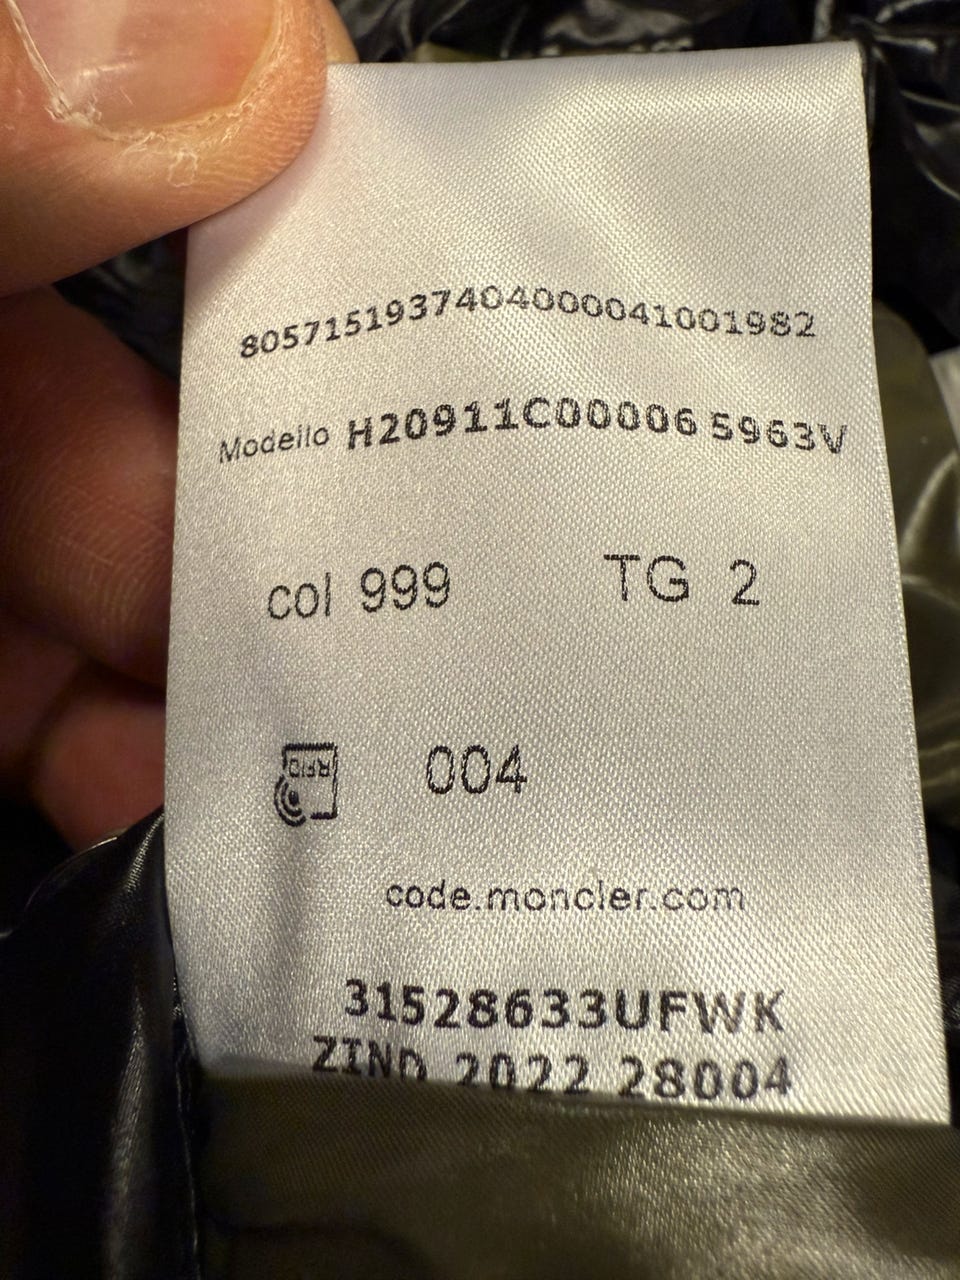 8057151937404000041001982
Modello H20911C00006 5963V
col 999 TG 2
RFID 004
code.moncler.com
31528633UFWK
ZIND 2022 28004